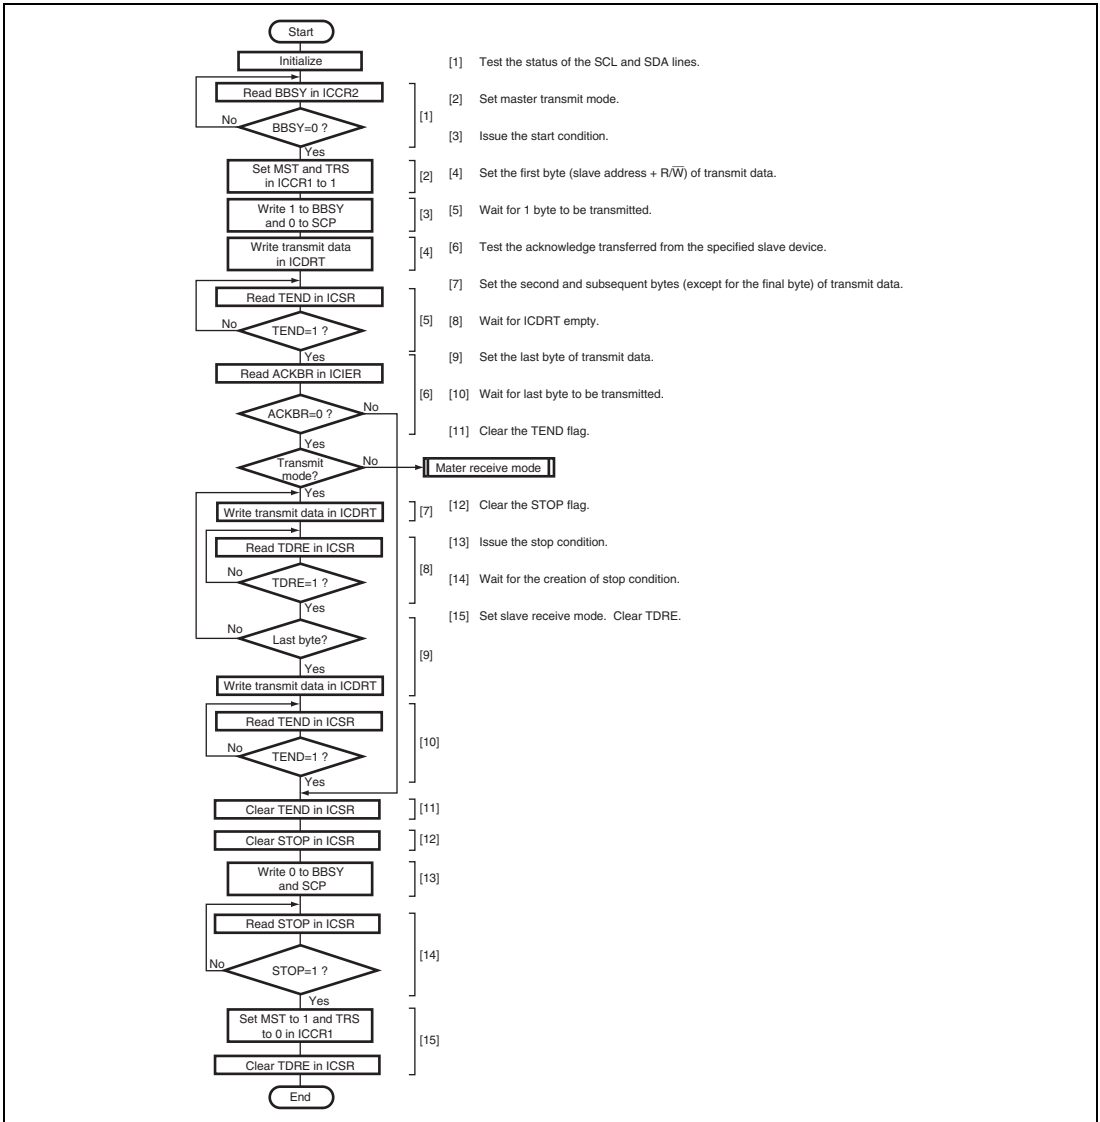 Start
Initialize
Read BBSY in ICCR2
BBSY=0 ?
No
Yes
[1]
Set MST and TRS
in ICCR1 to 1
[2]
Write 1 to BBSY
and 0 to SCP
[3]
Write transmit data
in ICDRT
[4]
Read TEND in ICSR
No
TEND=1 ?
[5]
Yes
Read ACKBR in ICIER
[6]
ACKBR=0 ?
No
Yes
Transmit
mode?
No
Mater receive mode
Yes
Write transmit data in ICDRT
[7]
Read TDRE in ICSR
No
TDRE=1 ?
[8]
Yes
No
Last byte?
[9]
Yes
Write transmit data in ICDRT
Read TEND in ICSR
No
TEND=1 ?
[10]
Yes
Clear TEND in ICSR
[11]
Clear STOP in ICSR
[12]
Write 0 to BBSY
and SCP
[13]
Read STOP in ICSR
No
STOP=1 ?
[14]
Yes
Set MST to 1 and TRS
to 0 in ICCR1
[15]
Clear TDRE in ICSR
End
[1] Test the status of the SCL and SDA lines.
[2] Set master transmit mode.
[3] Issue the start condition.
[4] Set the first byte (slave address + R/W̅) of transmit data.
[5] Wait for 1 byte to be transmitted.
[6] Test the acknowledge transferred from the specified slave device.
[7] Set the second and subsequent bytes (except for the final byte) of transmit data.
[8] Wait for ICDRT empty.
[9] Set the last byte of transmit data.
[10] Wait for last byte to be transmitted.
[11] Clear the TEND flag.
[12] Clear the STOP flag.
[13] Issue the stop condition.
[14] Wait for the creation of stop condition.
[15] Set slave receive mode. Clear TDRE.